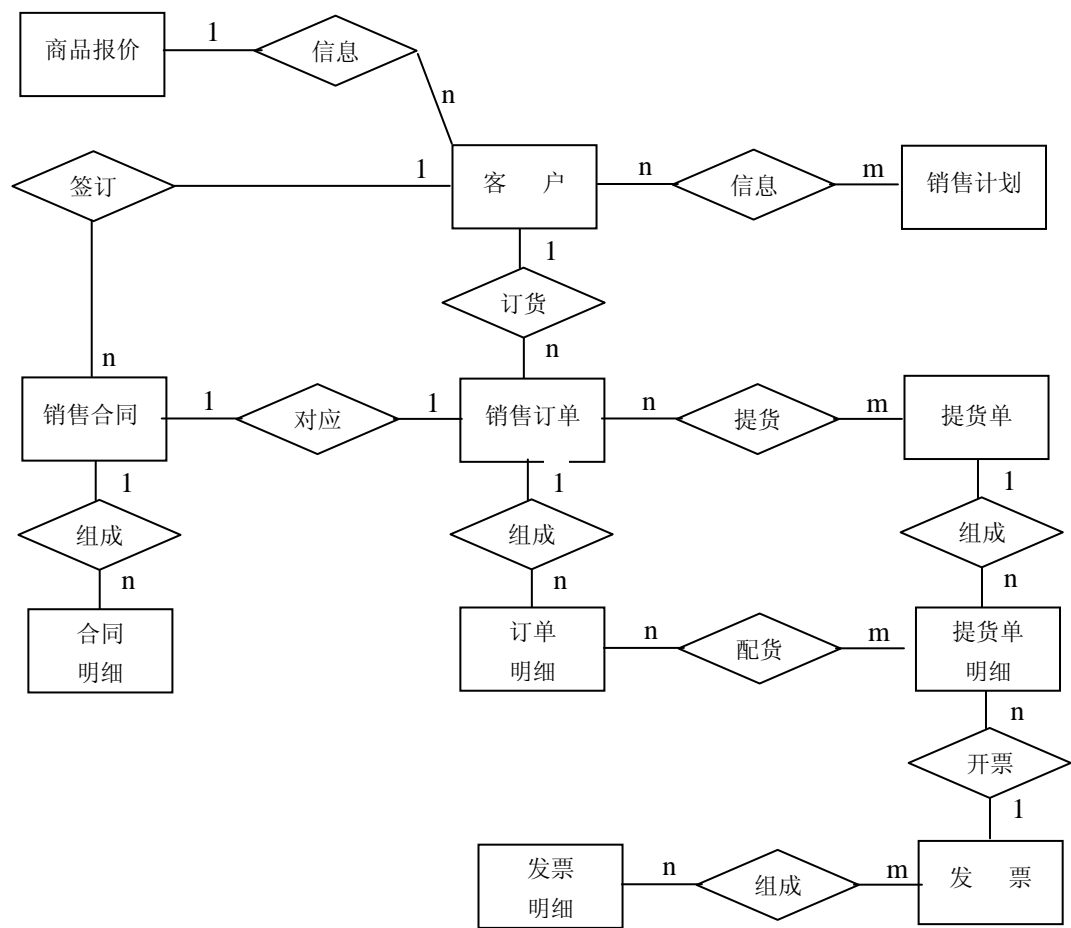 商品报价
1
信息
n
签订
1
客 户
n
信息
m
销售计划
1
订货
n
n
销售合同
1
对应
1
销售订单
n
提货
m
提货单
1
组成
n
合同
明细
1
组成
n
订单
明细
n
配货
m
1
组成
n
提货单
明细
n
开票
1
发票
明细
n
组成
m
发 票